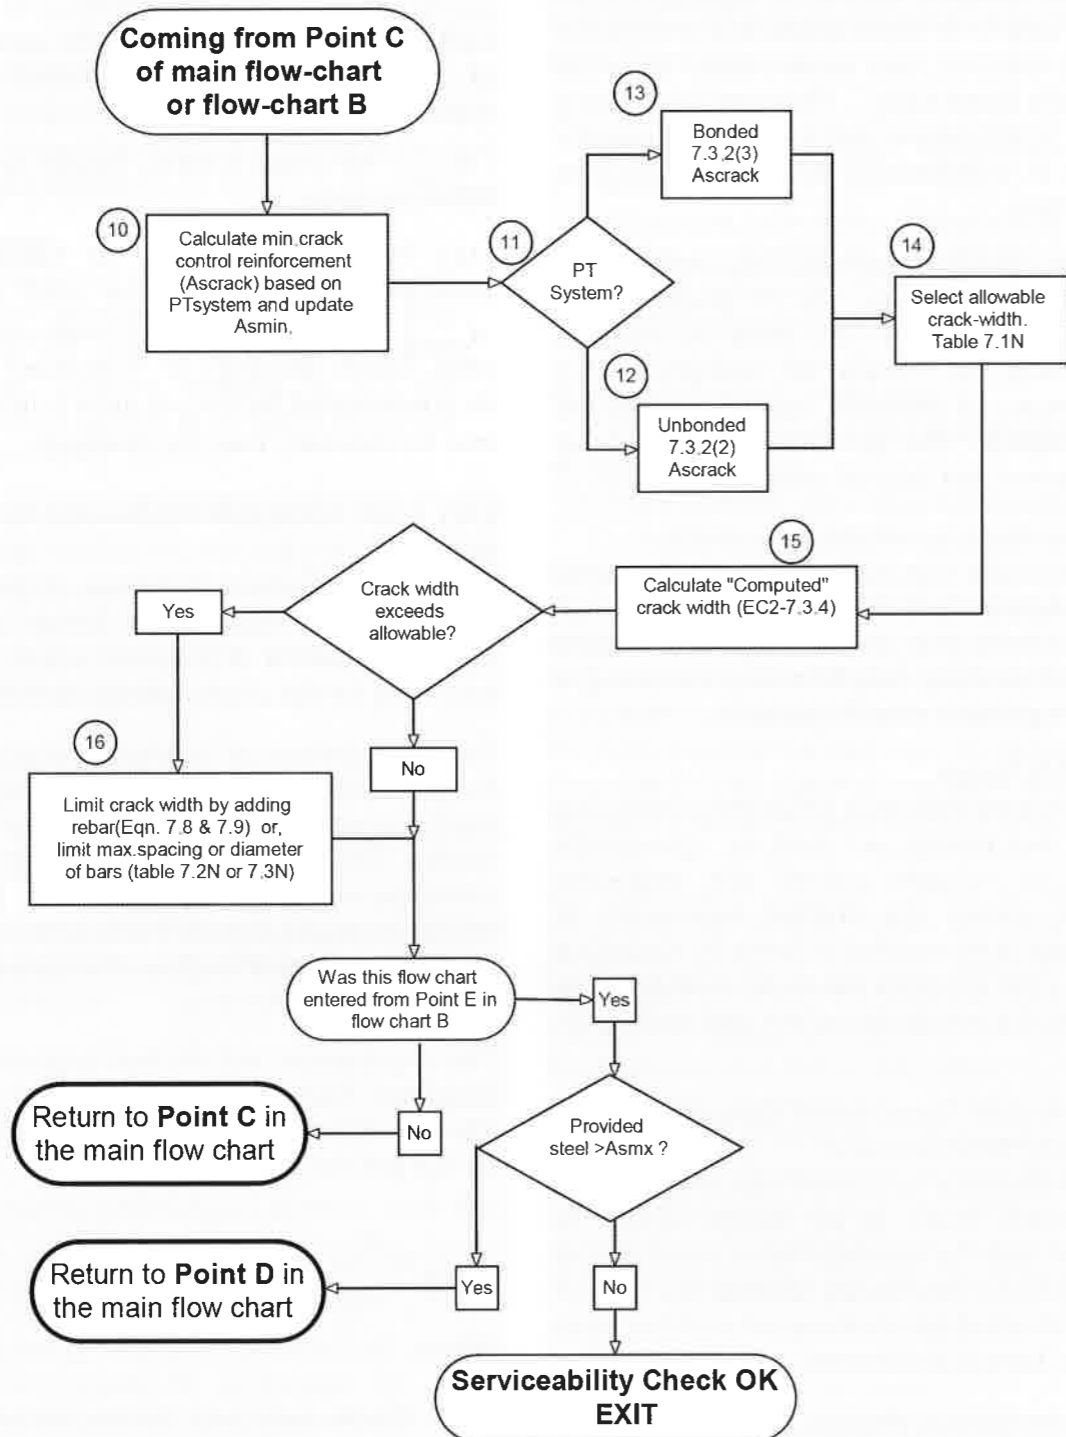 Coming from Point C
of main flow-chart
or flow-chart B
10
Calculate min.crack
control reinforcement
(Ascrack) based on
PTsystem and update
Asmin.
11
PT
System?
13
Bonded
7.3.2(3)
Ascrack
12
Unbonded
7.3.2(2)
Ascrack
14
Select allowable
crack-width.
Table 7.1N
15
Calculate "Computed"
crack width (EC2-7.3.4)
Crack width
exceeds
allowable?
Yes
No
16
Limit crack width by adding
rebar(Eqn. 7.8 & 7.9) or,
limit max.spacing or diameter
of bars (table 7.2N or 7.3N)
Was this flow chart
entered from Point E in
flow chart B
Yes
No
Return to Point C in
the main flow chart
Provided
steel >Asmx ?
Yes
No
Return to Point D in
the main flow chart
Serviceability Check OK
EXIT